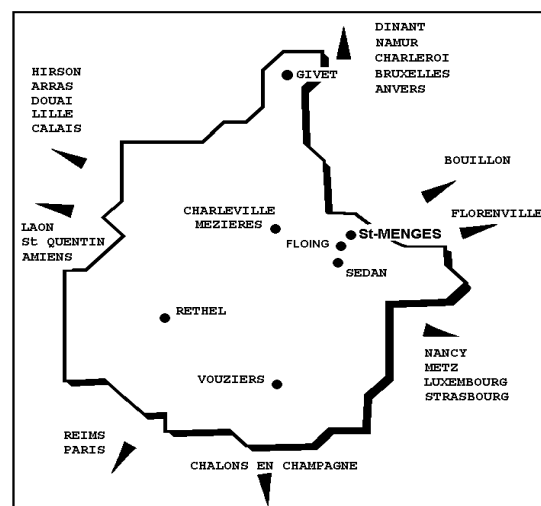 DINANT
NAMUR
CHARLEROI
BRUXELLES
ANVERS
GIVET
HIRSON
ARRAS
DOUAI
LILLE
CALAIS
BOUILLON
FLORENVILLE
LAON
St QUENTIN
AMIENS
CHARLEVILLE
MEZIERES
St-MENGES
FLOING
SEDAN
RETHEL
NANCY
METZ
LUXEMBOURG
STRASBOURG
VOUZIERS
REIMS
PARIS
CHALONS EN CHAMPAGNE